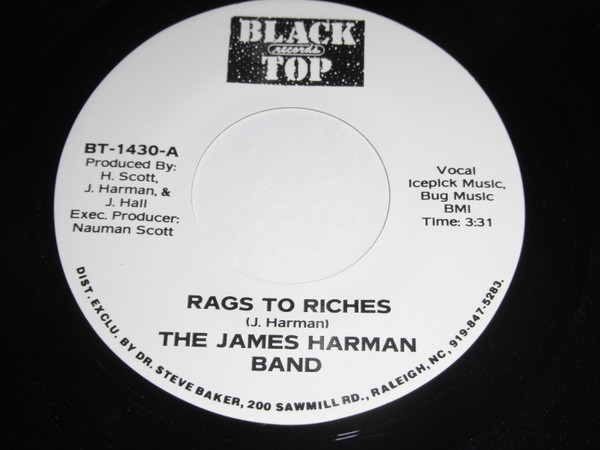 BLACK
records
TOP
BT-1430-A
Produced By:
H. Scott,
J. Harman, &
J. Hall
Exec. Producer:
Nauman Scott
Vocal
Icepick Music,
Bug Music
BMI
Time: 3:31
RAGS TO RICHES
(J. Harman)
THE JAMES HARMAN
BAND
DIST. EXCLU. BY DR. STEVE BAKER, 200 SAWMILL RD., RALEIGH, NC, 919-847-5283.